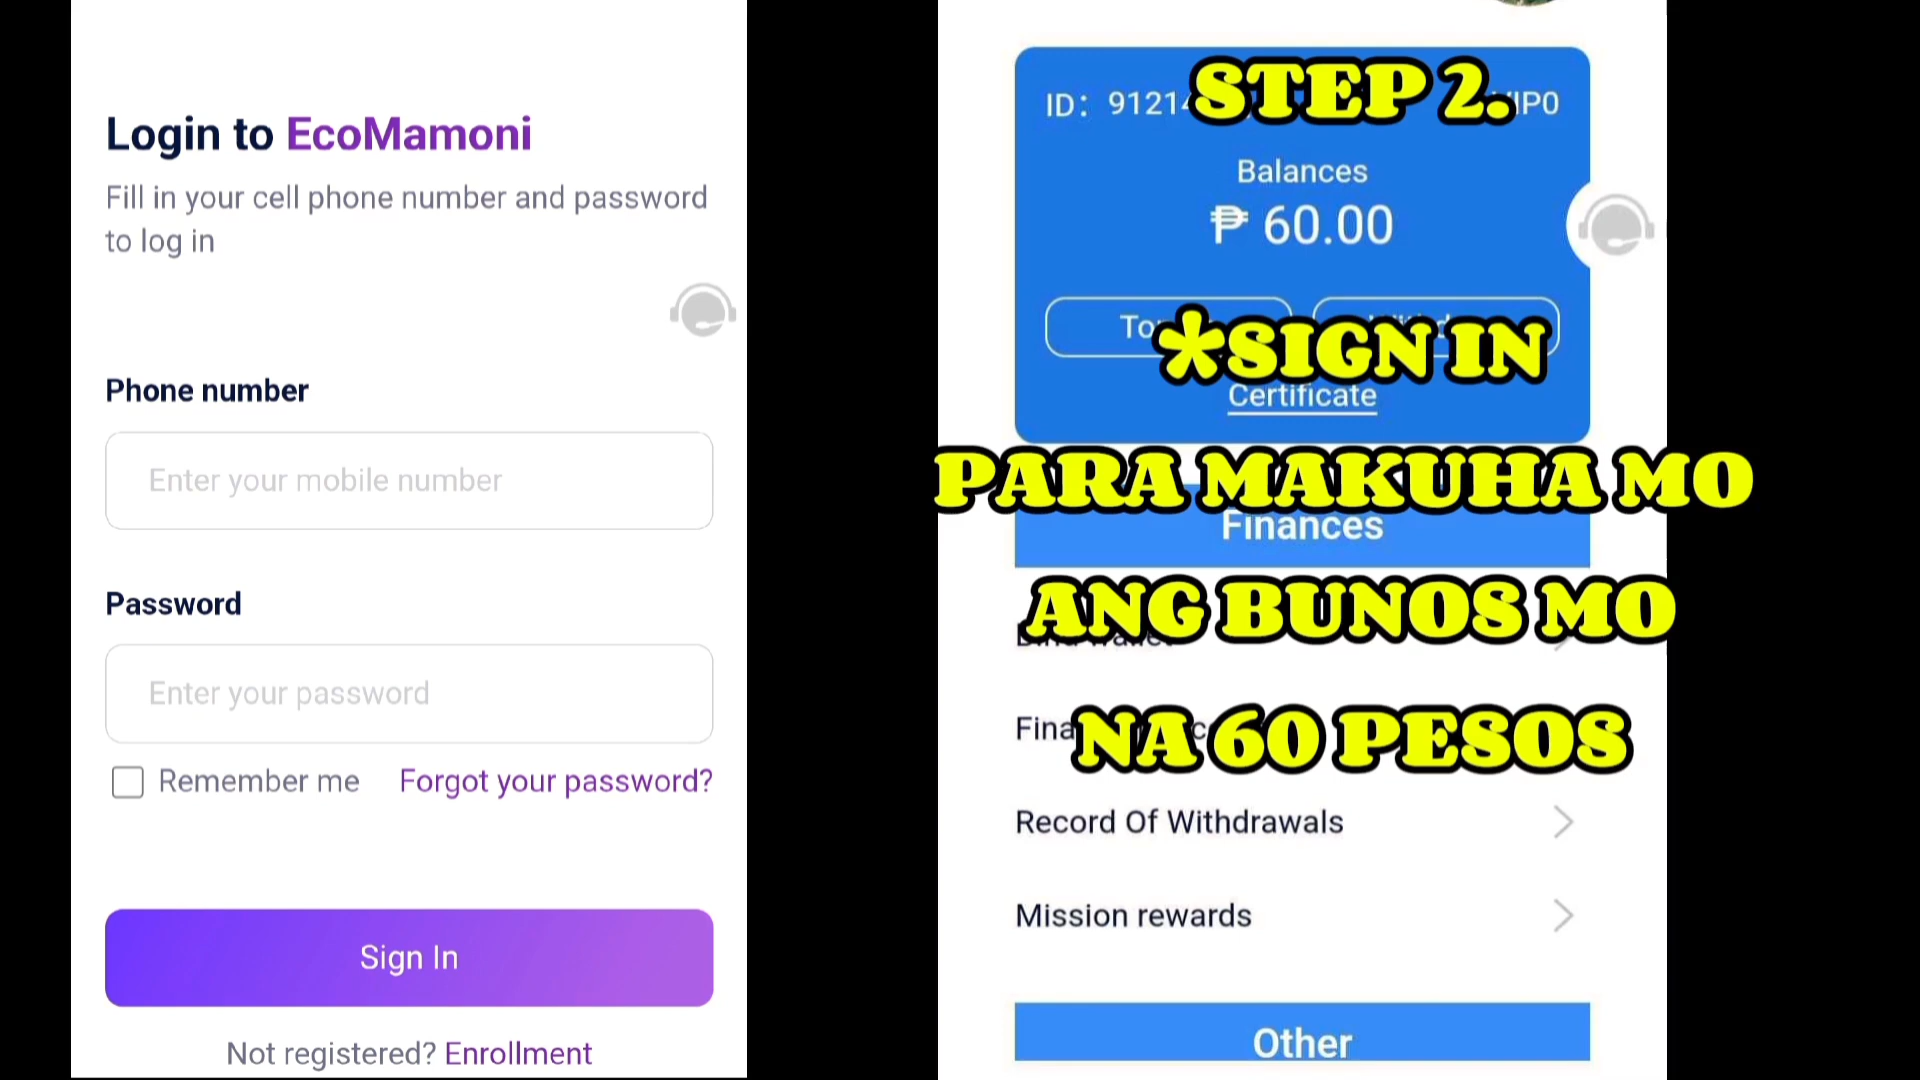 Login to EcoMamoni
Fill in your cell phone number and password
to log in
Phone number
Enter your mobile number
Password
Enter your password
Remember me
Forgot your password?
Sign In
Not registered? Enrollment
STEP 2.
ID: 9121
VIP0
Balances
₱ 60.00
*SIGN IN
Certificate
PARA MAKUHA MO
Finances
ANG BUNOS MO
NA 60 PESOS
Record Of Withdrawals
Mission rewards
Other